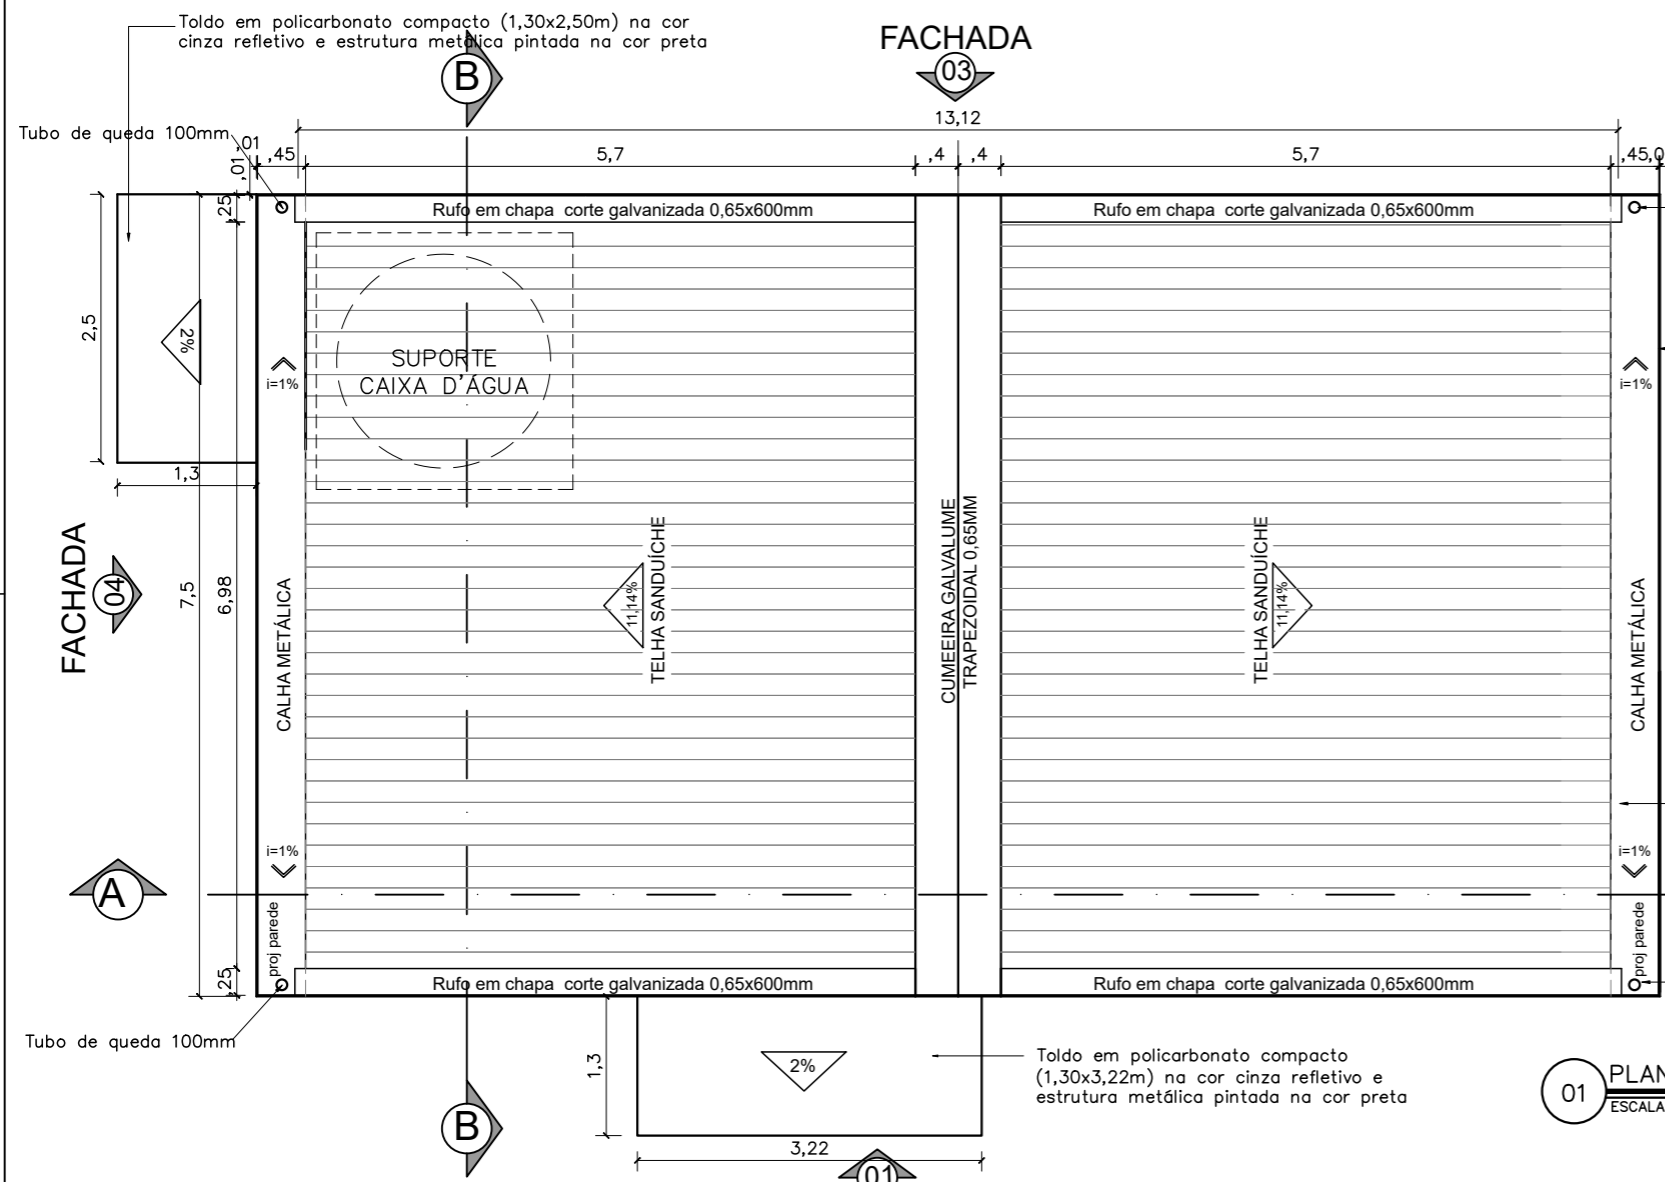 Toldo em policarbonato compacto (1,30x2,50m) na cor
cinza refletivo e estrutura metálica pintada na cor preta
B
FACHADA
03
13,12
Tubo de queda 100mm
,01
,01
,45
5,7
,4
,4
5,7
,45
,0
25
Rufo em chapa corte galvanizada 0,65x600mm
Rufo em chapa corte galvanizada 0,65x600mm
2,5
2%
SUPORTE
CAIXA D'ÁGUA
i=1%
i=1%
1,3
FACHADA
04
7,5
6,98
CALHA METÁLICA
11,14%
TELHA SANDUÍCHE
CUMEEIRA GALVALUME
TRAPEZOIDAL 0,65MM
TELHA SANDUÍCHE
11,14%
CALHA METÁLICA
i=1%
i=1%
A
proj parede
proj parede
25
Rufo em chapa corte galvanizada 0,65x600mm
Rufo em chapa corte galvanizada 0,65x600mm
Tubo de queda 100mm
1,3
2%
Toldo em policarbonato compacto
(1,30x3,22m) na cor cinza refletivo e
estrutura metálica pintada na cor preta
B
3,22
01
01
PLAN
ESCALA